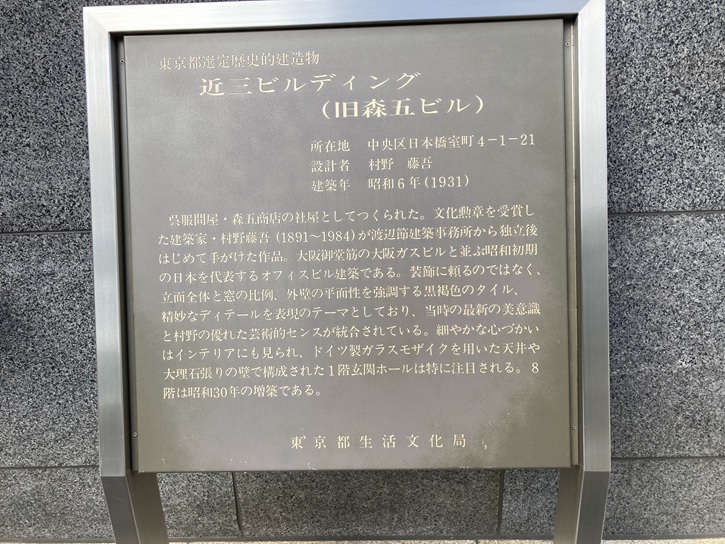 東京都選定歴史的建造物
近三ビルディング
(旧森五ビル)
所在地 中央区日本橋室町4-1-21
設計者 村野 藤吾
建築年 昭和6年(1931)
呉服問屋・森五商店の社屋としてつくられた。文化勲章を受賞し
た建築家・村野藤吾(1891〜1984)が渡辺節建築事務所から独立後
はじめて手がけた作品。大阪御堂筋の大阪ガスビルと並ぶ昭和初期
の日本を代表するオフィスビル建築である。装飾に頼るのではなく、
立面全体と窓の比例、外壁の平面性を強調する黒褐色のタイル、
精妙なディテールを表現のテーマとしており、当時の最新の美意識
と村野の優れた芸術的センスが統合されている。細やかな心づかい
はインテリアにも見られ、ドイツ製ガラスモザイクを用いた天井や
大理石張りの壁で構成された1階玄関ホールは特に注目される。8
階は昭和30年の増築である。
東京都生活文化局